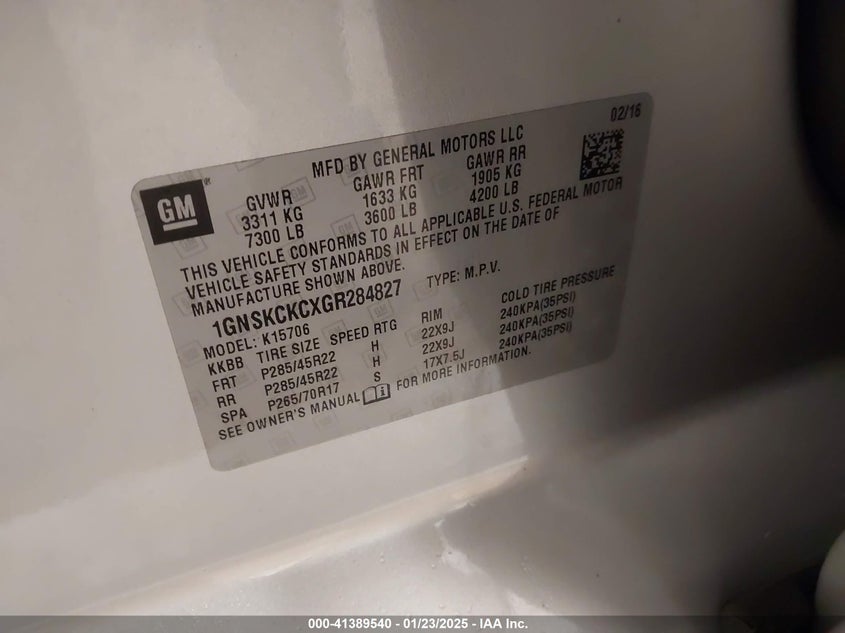 02/16
MFD BY GENERAL MOTORS LLC
GM
GVWR GAWR FRT GAWR RR
3311 KG 1633 KG 1905 KG
7300 LB 3600 LB 4200 LB
THIS VEHICLE CONFORMS TO ALL APPLICABLE U.S. FEDERAL MOTOR
VEHICLE SAFETY STANDARDS IN EFFECT ON THE DATE OF
MANUFACTURE SHOWN ABOVE.
1GNSKCKCXGR284827 TYPE: M.P.V.
MODEL: K15706
KKBB TIRE SIZE SPEED RTG RIM COLD TIRE PRESSURE
FRT P285/45R22 H 22X9J 240KPA(35PSI)
RR P285/45R22 H 22X9J 240KPA(35PSI)
SPA P265/70R17 S 17X7.5J 240KPA(35PSI)
SEE OWNER'S MANUAL FOR MORE INFORMATION.
000-41389540 - 01/23/2025 - IAA Inc.